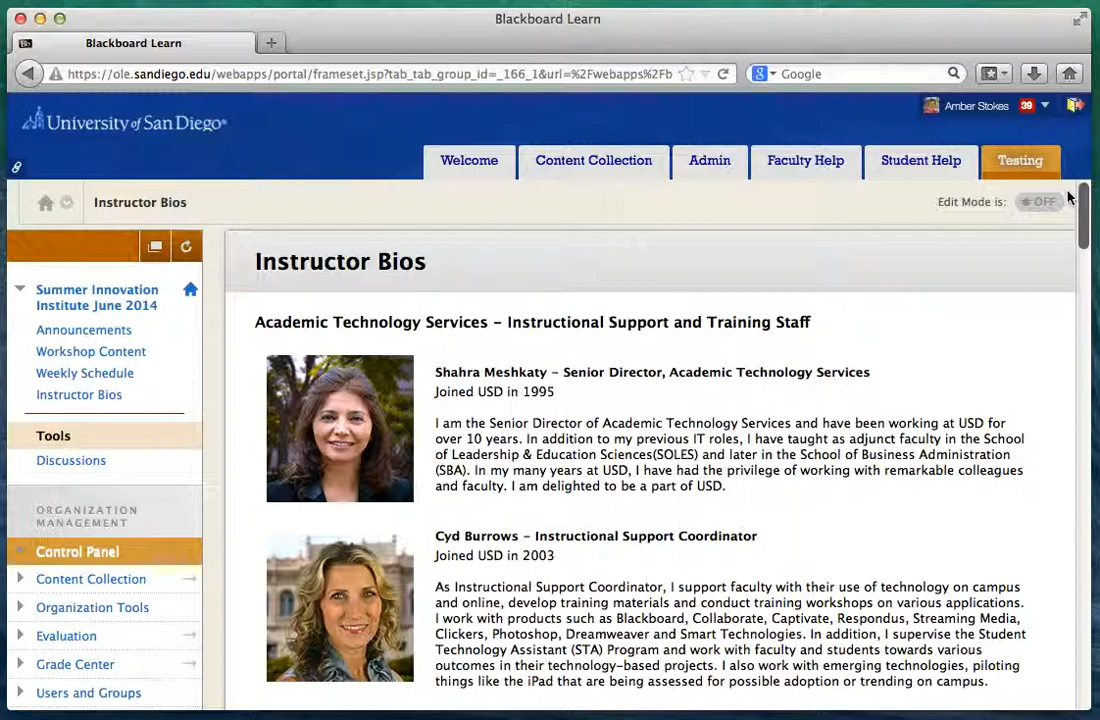 Blackboard Learn
Blackboard Learn
https://ole.sandiego.edu/webapps/portal/frameset.jsp?tab_tab_group_id=_166_1&url=%2Fwebapps%2Fb
Google
University of San Diego
Amber Stokes 39
Welcome
Content Collection
Admin
Faculty Help
Student Help
Testing
Instructor Bios
Edit Mode is: OFF
Summer Innovation
Institute June 2014
Announcements
Workshop Content
Weekly Schedule
Instructor Bios
Tools
Discussions
ORGANIZATION
MANAGEMENT
Control Panel
Content Collection
Organization Tools
Evaluation
Grade Center
Users and Groups
Instructor Bios
Academic Technology Services - Instructional Support and Training Staff
Shahra Meshkaty - Senior Director, Academic Technology Services
Joined USD in 1995
I am the Senior Director of Academic Technology Services and have been working at USD for
over 10 years. In addition to my previous IT roles, I have taught as adjunct faculty in the School
of Leadership & Education Sciences(SOLES) and later in the School of Business Administration
(SBA). In my many years at USD, I have had the privilege of working with remarkable colleagues
and faculty. I am delighted to be a part of USD.
Cyd Burrows - Instructional Support Coordinator
Joined USD in 2003
As Instructional Support Coordinator, I support faculty with their use of technology on campus
and online, develop training materials and conduct training workshops on various applications.
I work with products such as Blackboard, Collaborate, Captivate, Respondus, Streaming Media,
Clickers, Photoshop, Dreamweaver and Smart Technologies. In addition, I supervise the Student
Technology Assistant (STA) Program and work with faculty and students towards various
outcomes in their technology-based projects. I also work with emerging technologies, piloting
things like the iPad that are being assessed for possible adoption or trending on campus.